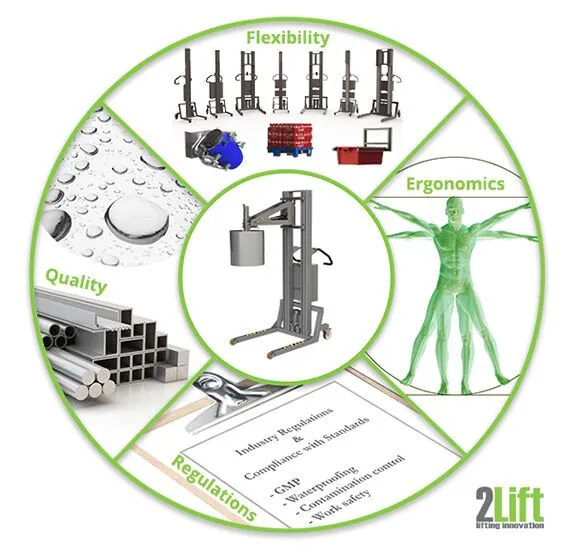 Flexibility
Ergonomics
Quality
Regulations
Industry Regulations
&
Compliance with Standards
- GMP
- Waterproofing
- Contamination control
- Work safety
2Lift
lifting innovation